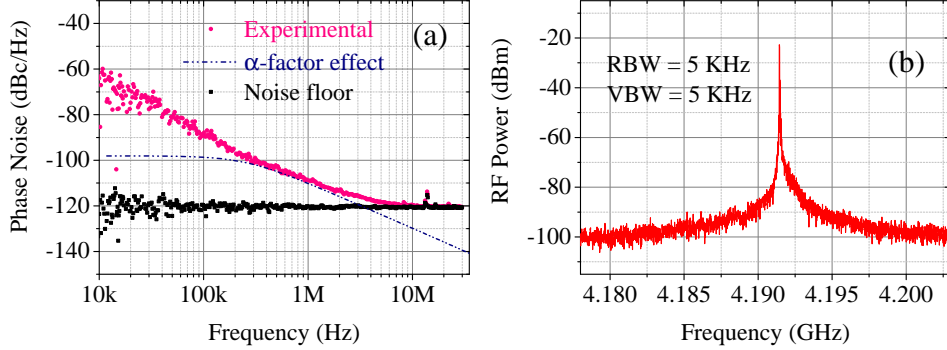 -40
-60
-80
-100
-120
-140
Phase Noise (dBc/Hz)
Experimental
α-factor effect
Noise floor
(a)
10k
100k
1M
10M
Frequency (Hz)
-20
-40
-60
-80
-100
RF Power (dBm)
RBW = 5 KHz
VBW = 5 KHz
(b)
4.180
4.185
4.190
4.195
4.200
Frequency (GHz)